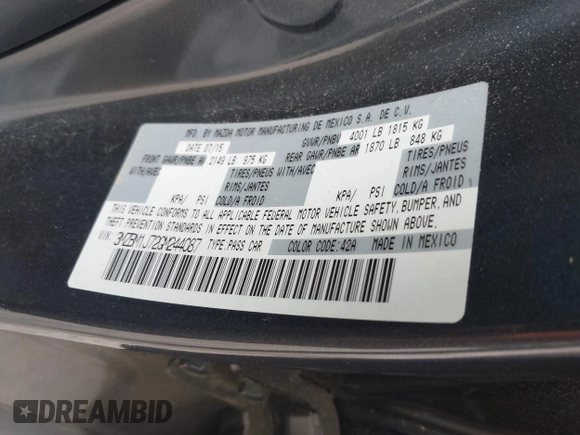 MFD. BY MAZDA MOTOR MANUFACTURING DE MEXICO S.A. DE C.V.
DATE 07/15 GVWR/PNBV 4001 LB 1815 KG
FRONT GAWR/PNBE AV 2149 LB 975 KG REAR GAWR/PNBE AR 1870 LB 848 KG
WITH/AVEC TIRES/PNEUS WITH/AVEC TIRES/PNEUS
RIMS/JANTES RIMS/JANTES
KPA/ PSI COLD/A FROID KPA/ PSI COLD/A FROID
THIS VEHICLE CONFORMS TO ALL APPLICABLE FEDERAL MOTOR VEHICLE SAFETY, BUMPER, AND
THEFT PREVENTION STANDARDS IN EFFECT ON THE DATE OF MANUFACTURE SHOWN ABOVE.
VIN: TYPE:PASS CAR COLOR CODE:42A MADE IN MEXICO
DREAMBID